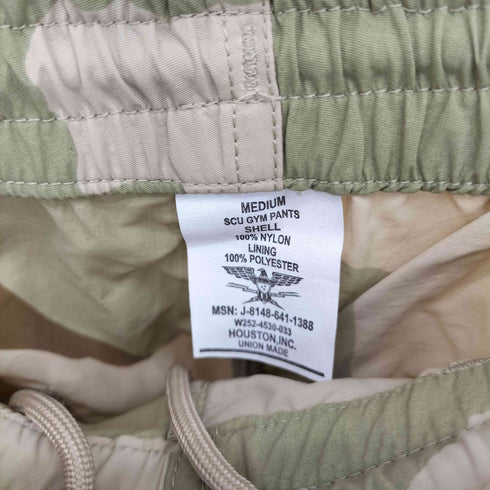 MEDIUM
SCU GYM PANTS
SHELL
100% NYLON
LINING
100% POLYESTER
MSN: J-8148-641-1388
W252-4530-033
HOUSTON,INC.
UNION MADE